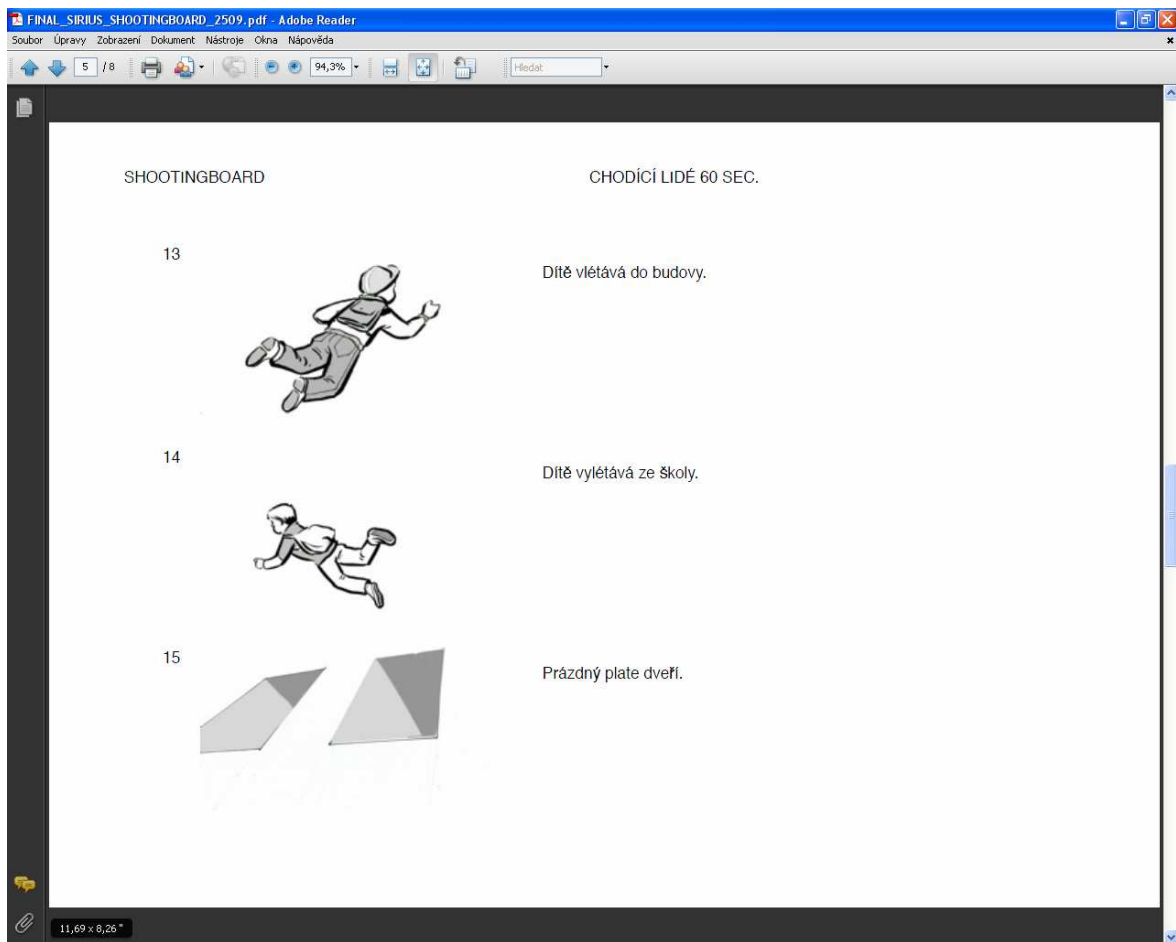 FINAL_SIRIUS_SHOOTINGBOARD_2509.pdf - Adobe Reader
Soubor Úpravy Zobrazení Dokument Nástroje Okna Nápověda
5 / 8 94,3% Hledat
SHOOTINGBOARD CHODÍCÍ LIDÉ 60 SEC.
13
Dítě vlétává do budovy.
14
Dítě vylétává ze školy.
15
Prázdný plate dveří.
11,69 x 8,26 "